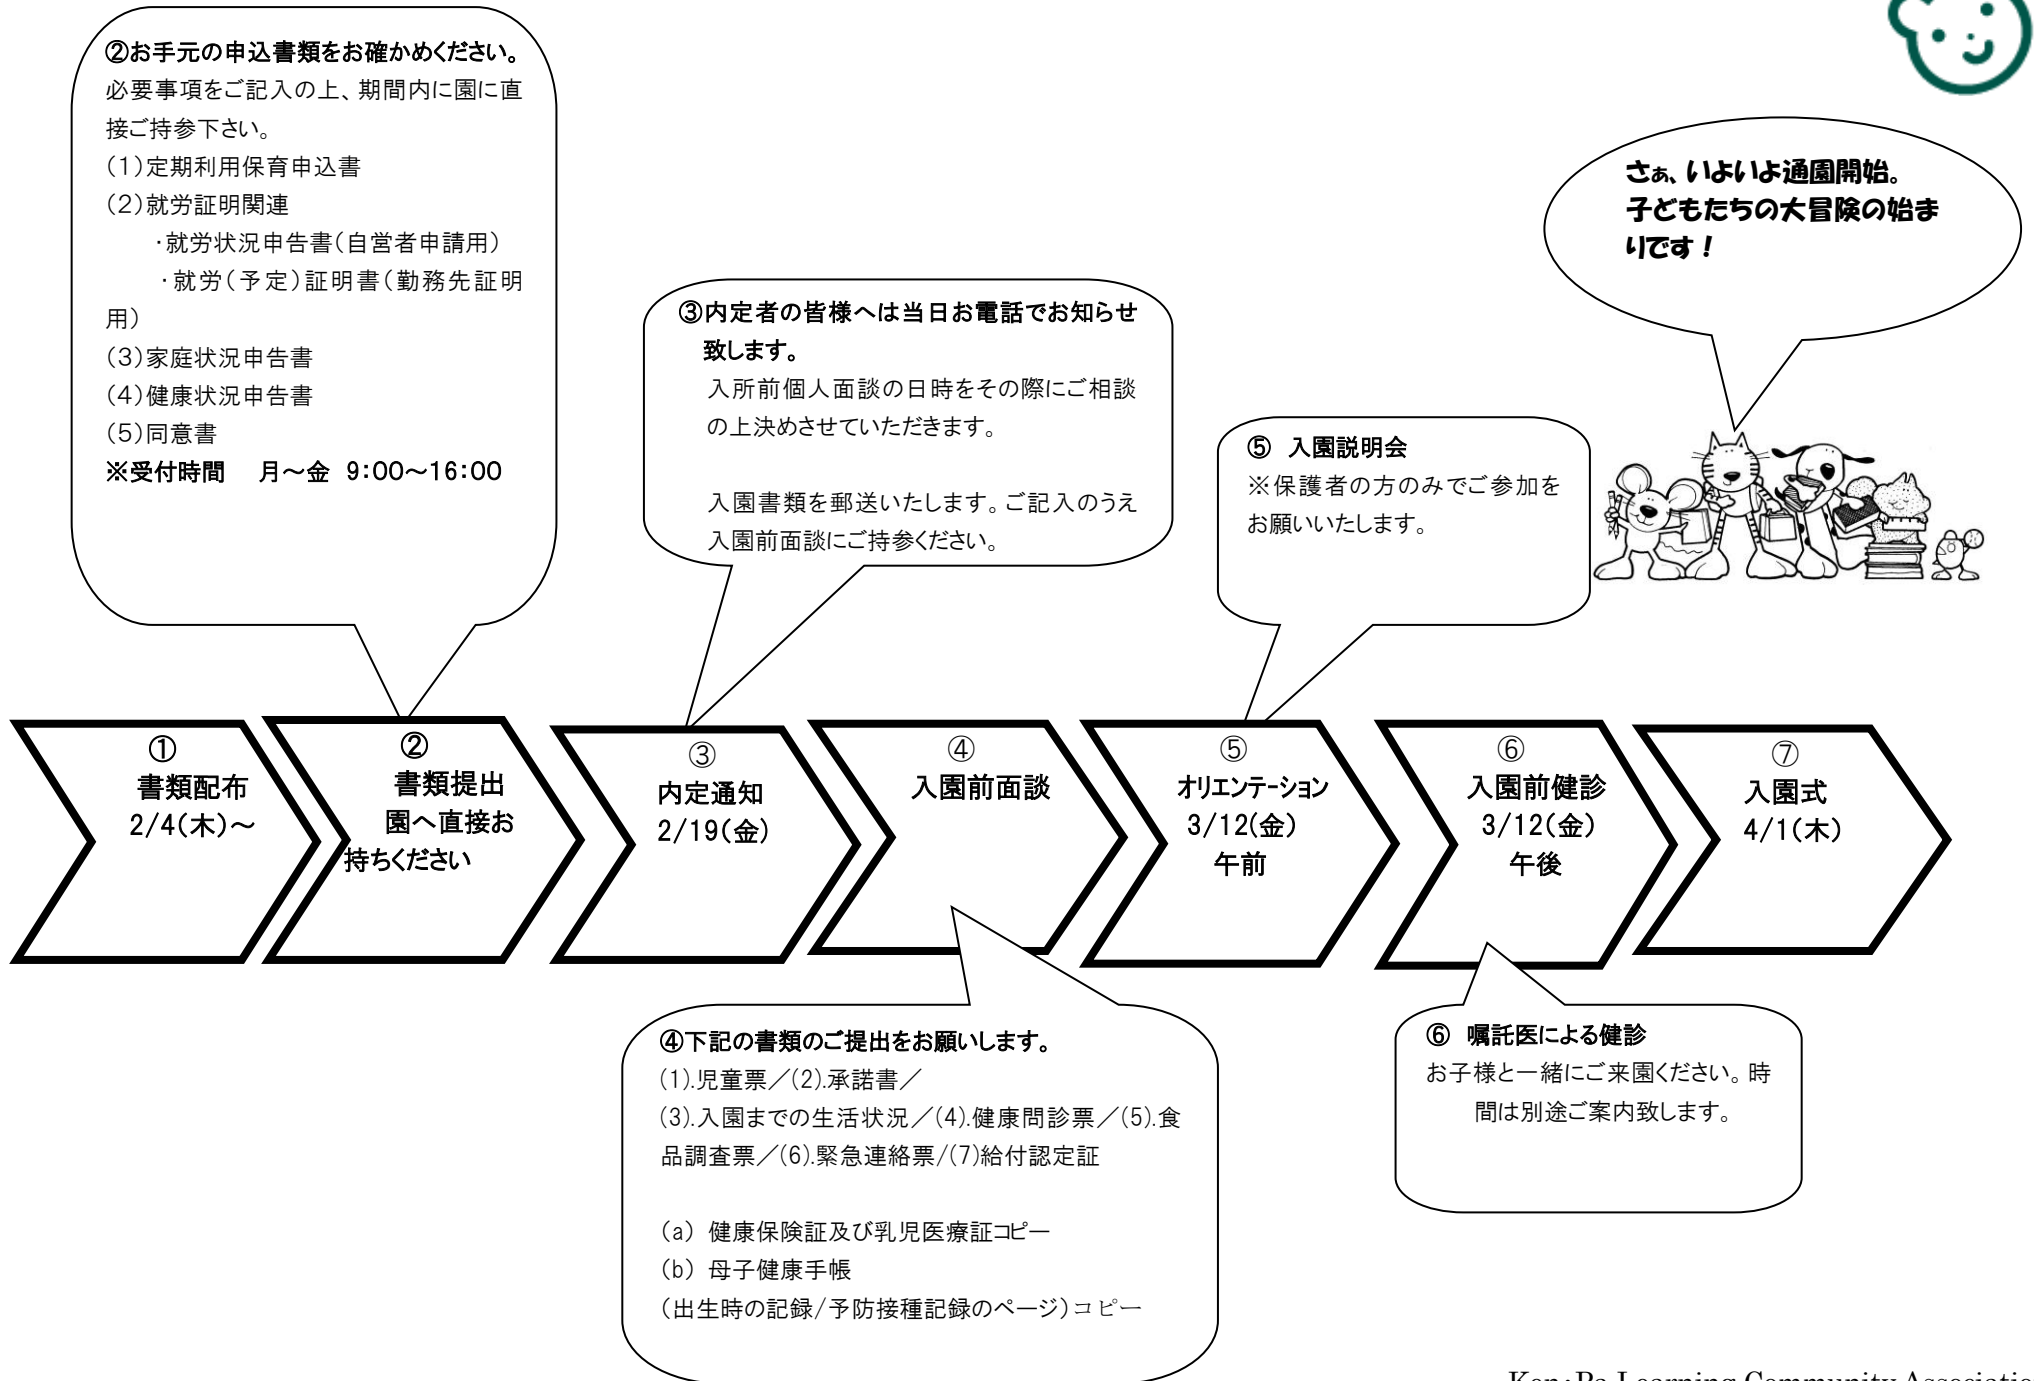 ②お手元の申込書類をお確かめください。
必要事項をご記入の上、期間内に園に直
接ご持参下さい。
(1)定期利用保育申込書
(2)就労証明関連
・就労状況申告書(自営者申請用)
・就労(予定)証明書(勤務先証明
用)
(3)家庭状況申告書
(4)健康状況申告書
(5)同意書
※受付時間　月～金 9:00～16:00
③内定者の皆様へは当日お電話でお知らせ
致します。
入所前個人面談の日時をその際にご相談
の上決めさせていただきます。
入園書類を郵送いたします。ご記入のうえ
入園前面談にご持参ください。
⑤ 入園説明会
※保護者の方のみでご参加を
お願いいたします。
さぁ、いよいよ通園開始。
子どもたちの大冒険の始ま
りです！
①
書類配布
2/4(木)～
②
書類提出
園へ直接お
持ちください
③
内定通知
2/19(金)
④
入園前面談
⑤
オリエンテーション
3/12(金)
午前
⑥
入園前健診
3/12(金)
午後
⑦
入園式
4/1(木)
④下記の書類のご提出をお願いします。
(1).児童票／(2).承諾書／
(3).入園までの生活状況／(4).健康問診票／(5).食
品調査票／(6).緊急連絡票/(7)給付認定証
(a) 健康保険証及び乳児医療証コピー
(b) 母子健康手帳
(出生時の記録/予防接種記録のページ)コピー
⑥ 嘱託医による健診
お子様と一緒にご来園ください。時
間は別途ご案内致します。
Ken・Pa Learning Community Associatio